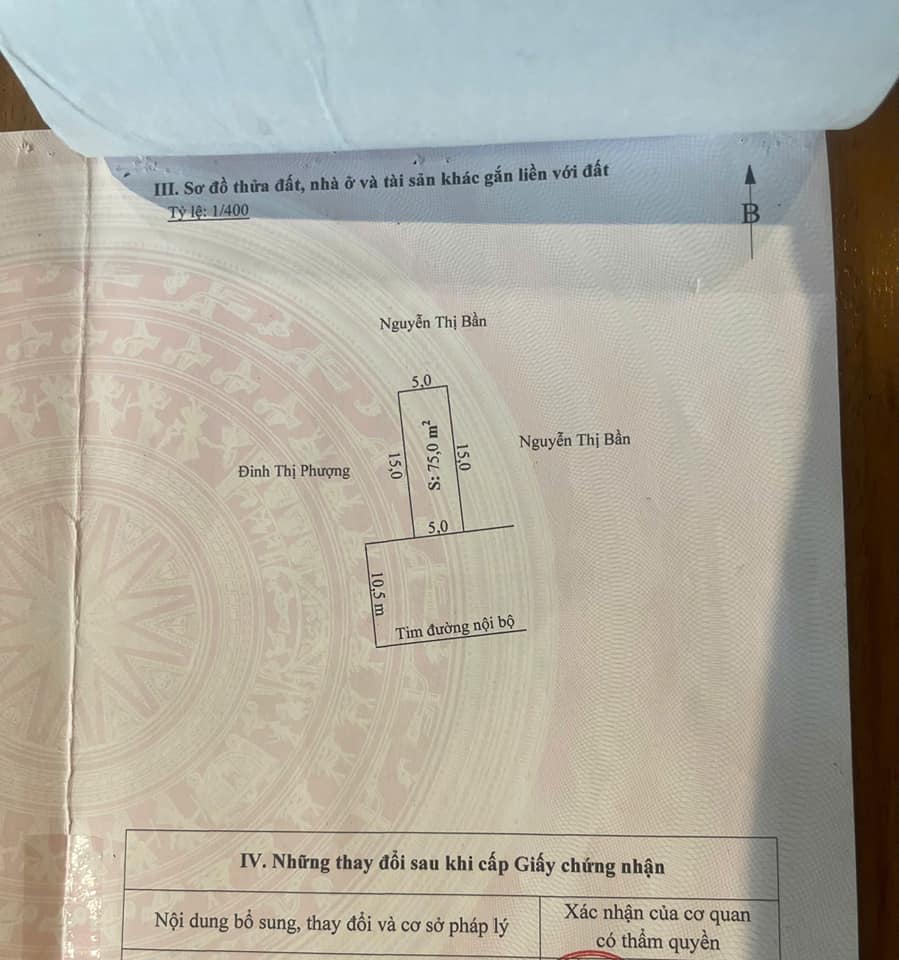 III. Sơ đồ thửa đất, nhà ở và tài sản khác gắn liền với đất
Tỷ lệ: 1/400
B
Nguyễn Thị Bần
5,0
Nguyễn Thị Bần
Đinh Thị Phượng
15,0
S: 75,0 m²
15,0
5,0
10,5 m
Tim đường nội bộ
IV. Những thay đổi sau khi cấp Giấy chứng nhận
Nội dung bổ sung, thay đổi và cơ sở pháp lý
Xác nhận của cơ quan
có thẩm quyền